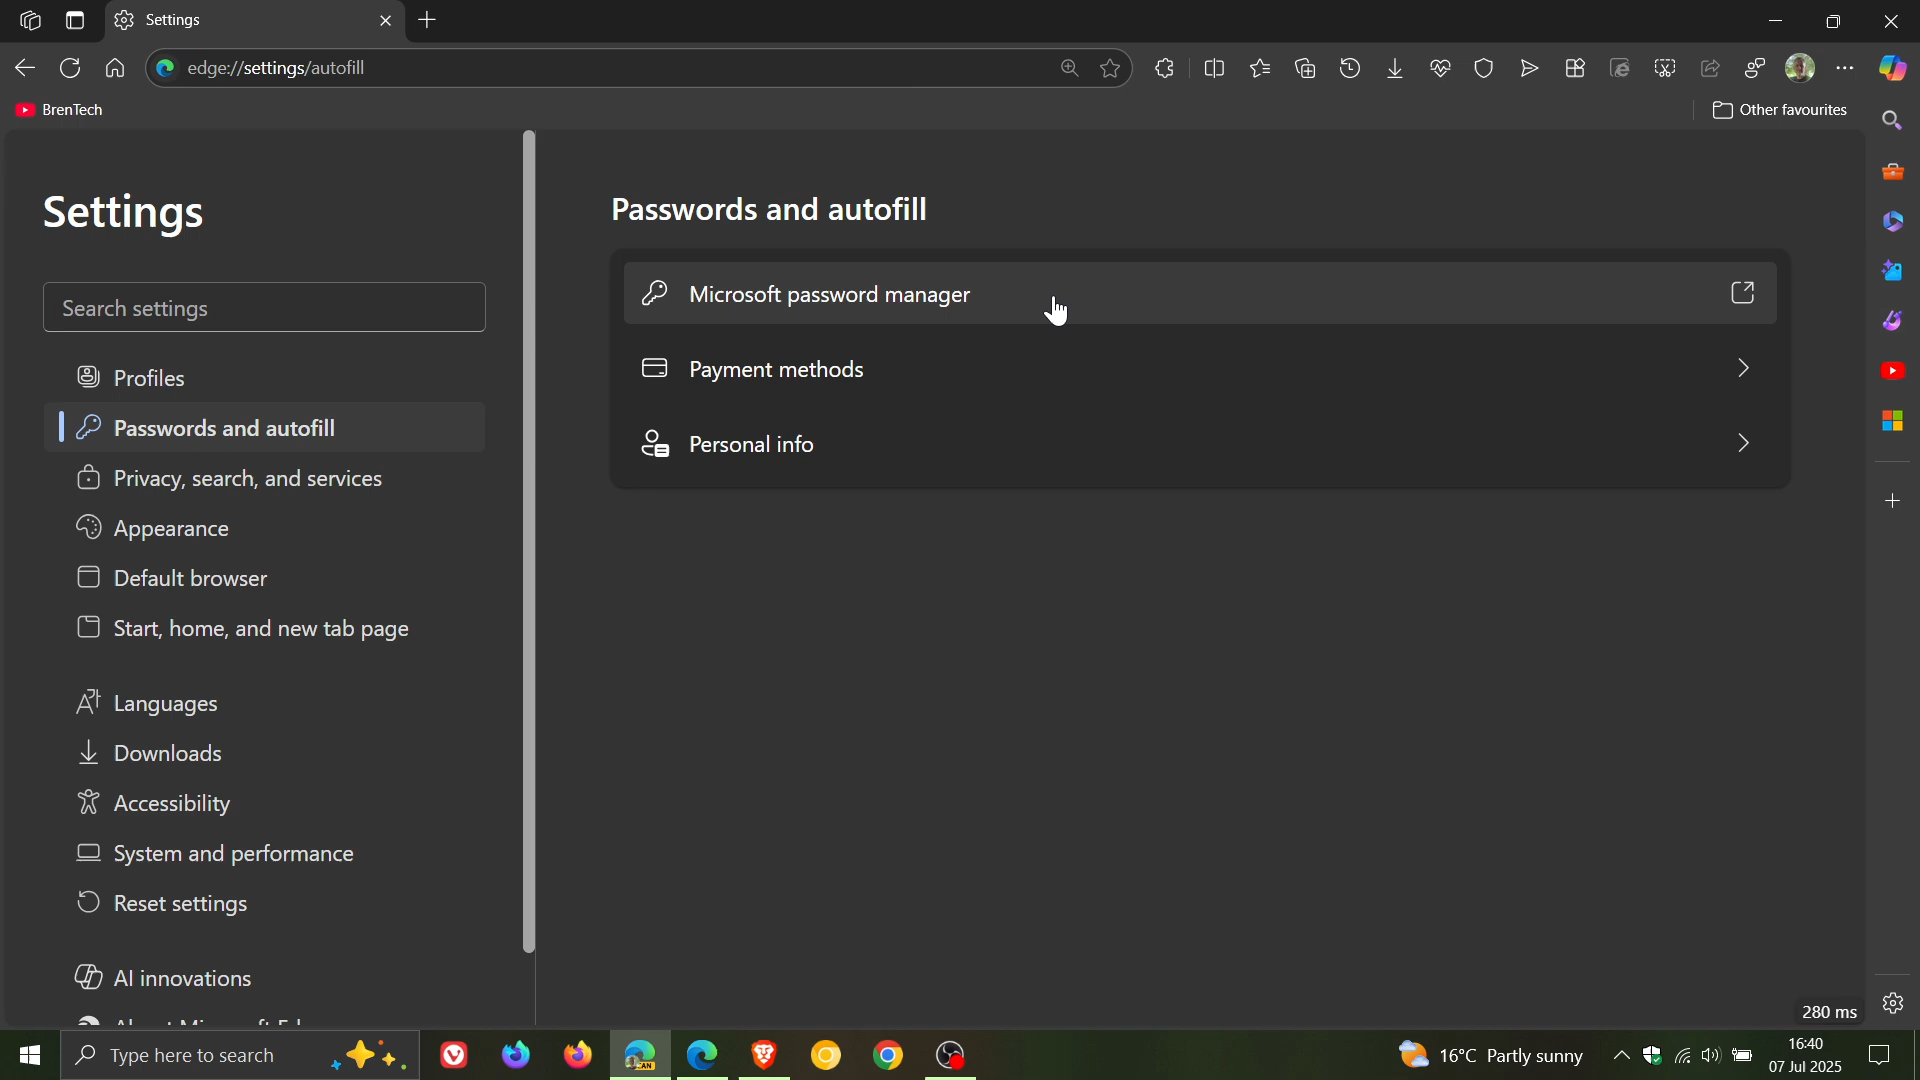 Settings
edge://settings/autofill
BrenTech
Other favourites
Settings
Search settings
Profiles
Passwords and autofill
Privacy, search, and services
Appearance
Default browser
Start, home, and new tab page
Languages
Downloads
Accessibility
System and performance
Reset settings
AI innovations
Passwords and autofill
Microsoft password manager
Payment methods
Personal info
280 ms
Type here to search
CAN
16°C Partly sunny
16:40
07 Jul 2025